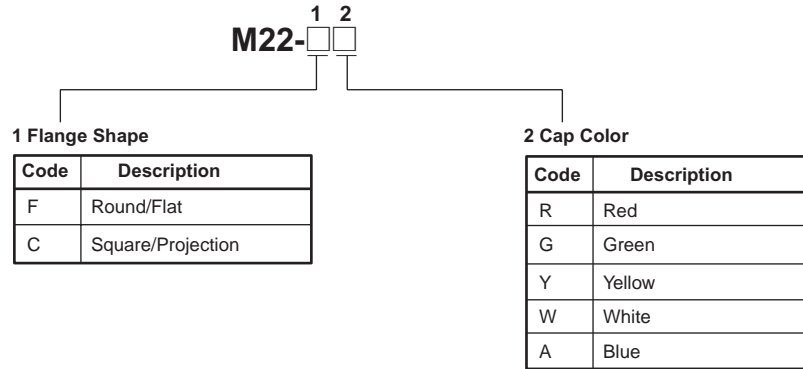 1 2
M22-
1 Flange Shape
Code Description
F Round/Flat
C Square/Projection
2 Cap Color
Code Description
R Red
G Green
Y Yellow
W White
A Blue